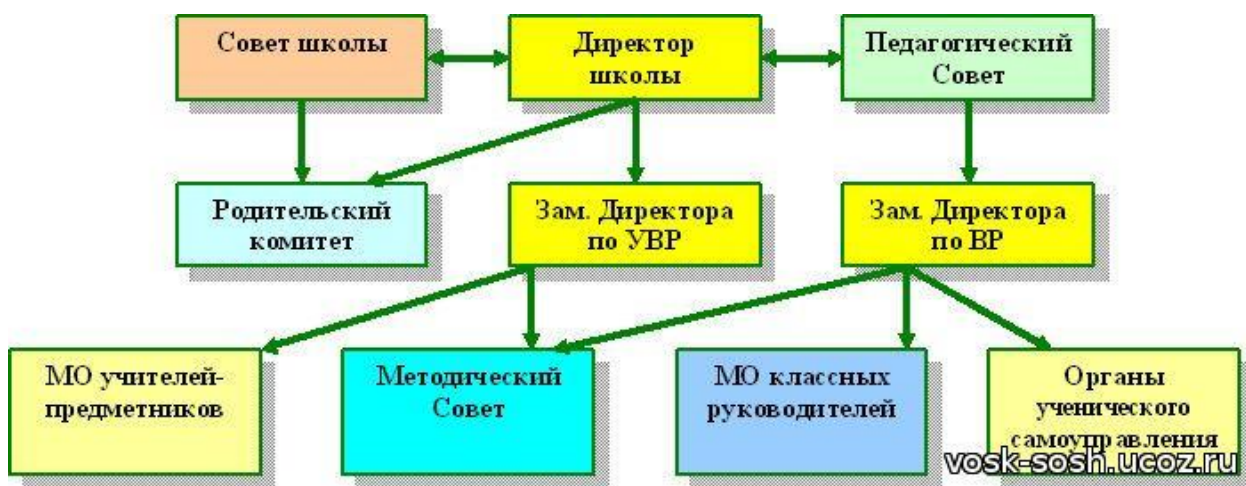 Совет школы
Директор
школы
Педагогический
Совет
Родительский
комитет
Зам. Директора
по УВР
Зам. Директора
по ВР
МО учителей-
предметников
Методический
Совет
МО классных
руководителей
Органы
ученического
самоуправления
vosk-sosh.ucoz.ru